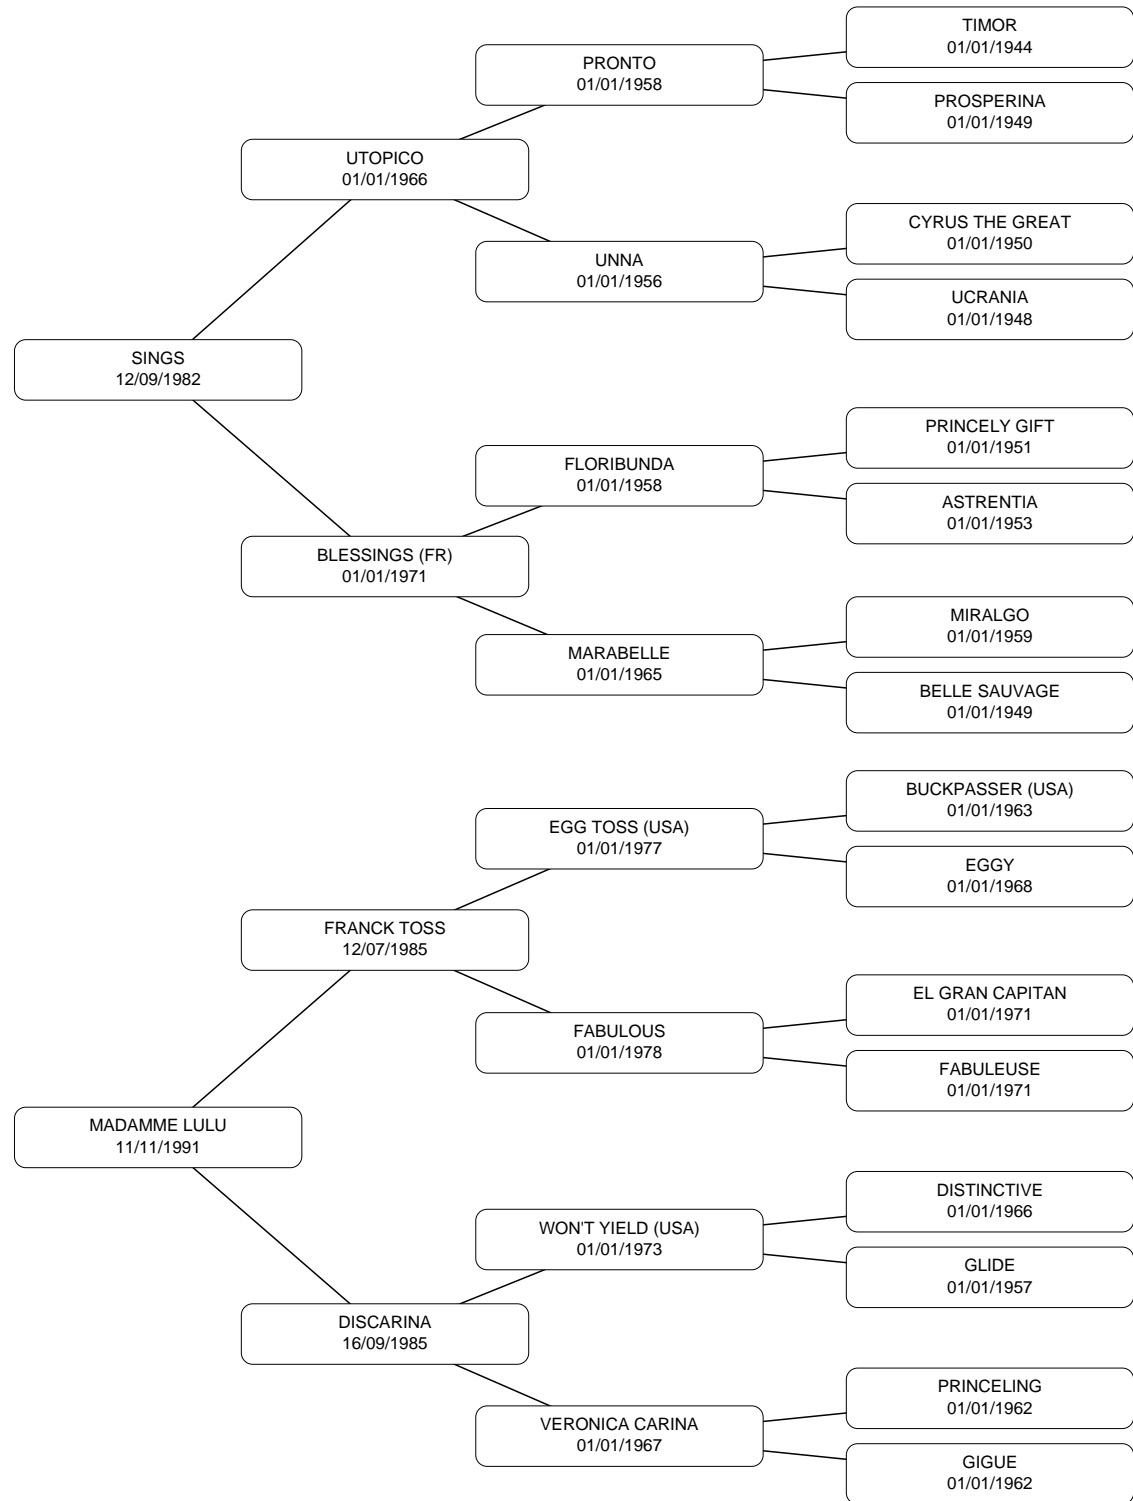 TIMOR
01/01/1944
PRONTO
01/01/1958
PROSPERINA
01/01/1949
UTOPICO
01/01/1966
CYRUS THE GREAT
01/01/1950
UNNA
01/01/1956
UCRANIA
01/01/1948
SINGS
12/09/1982
PRINCELY GIFT
01/01/1951
FLORIBUNDA
01/01/1958
ASTRENTIA
01/01/1953
BLESSINGS (FR)
01/01/1971
MIRALGO
01/01/1959
MARABELLE
01/01/1965
BELLE SAUVAGE
01/01/1949
BUCKPASSER (USA)
01/01/1963
EGG TOSS (USA)
01/01/1977
EGGY
01/01/1968
FRANCK TOSS
12/07/1985
EL GRAN CAPITAN
01/01/1971
FABULOUS
01/01/1978
FABULEUSE
01/01/1971
MADAMME LULU
11/11/1991
DISTINCTIVE
01/01/1966
WON'T YIELD (USA)
01/01/1973
GLIDE
01/01/1957
DISCARINA
16/09/1985
PRINCELING
01/01/1962
VERONICA CARINA
01/01/1967
GIGUE
01/01/1962